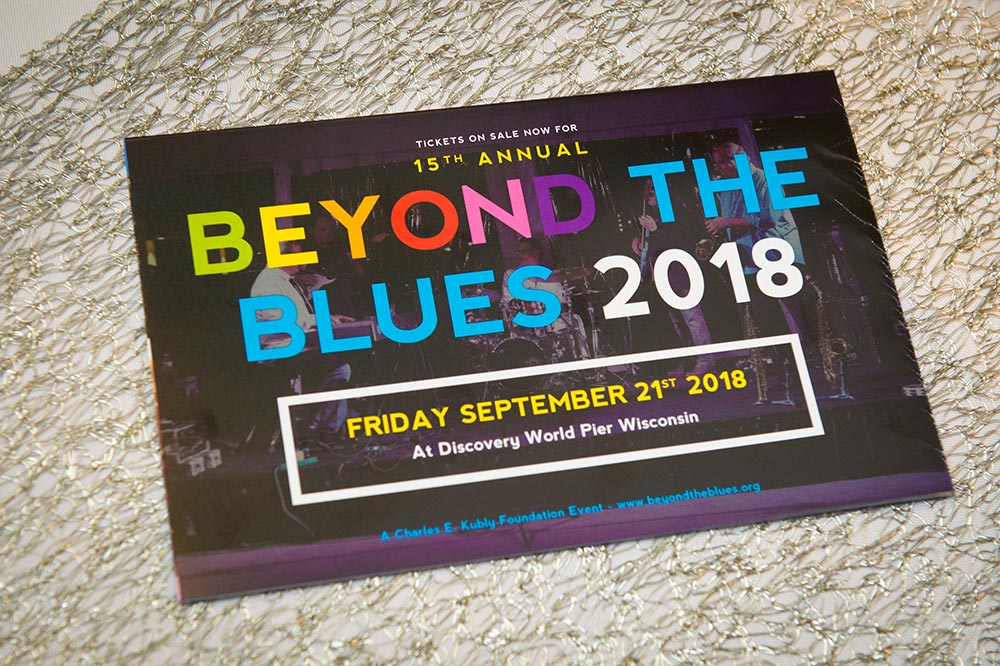 TICKETS ON SALE NOW FOR
15TH ANNUAL
BEYOND THE
BLUES 2018
FRIDAY SEPTEMBER 21ST 2018
At Discovery World Pier Wisconsin
A Charles E. Kubly Foundation Event - www.beyondtheblues.org